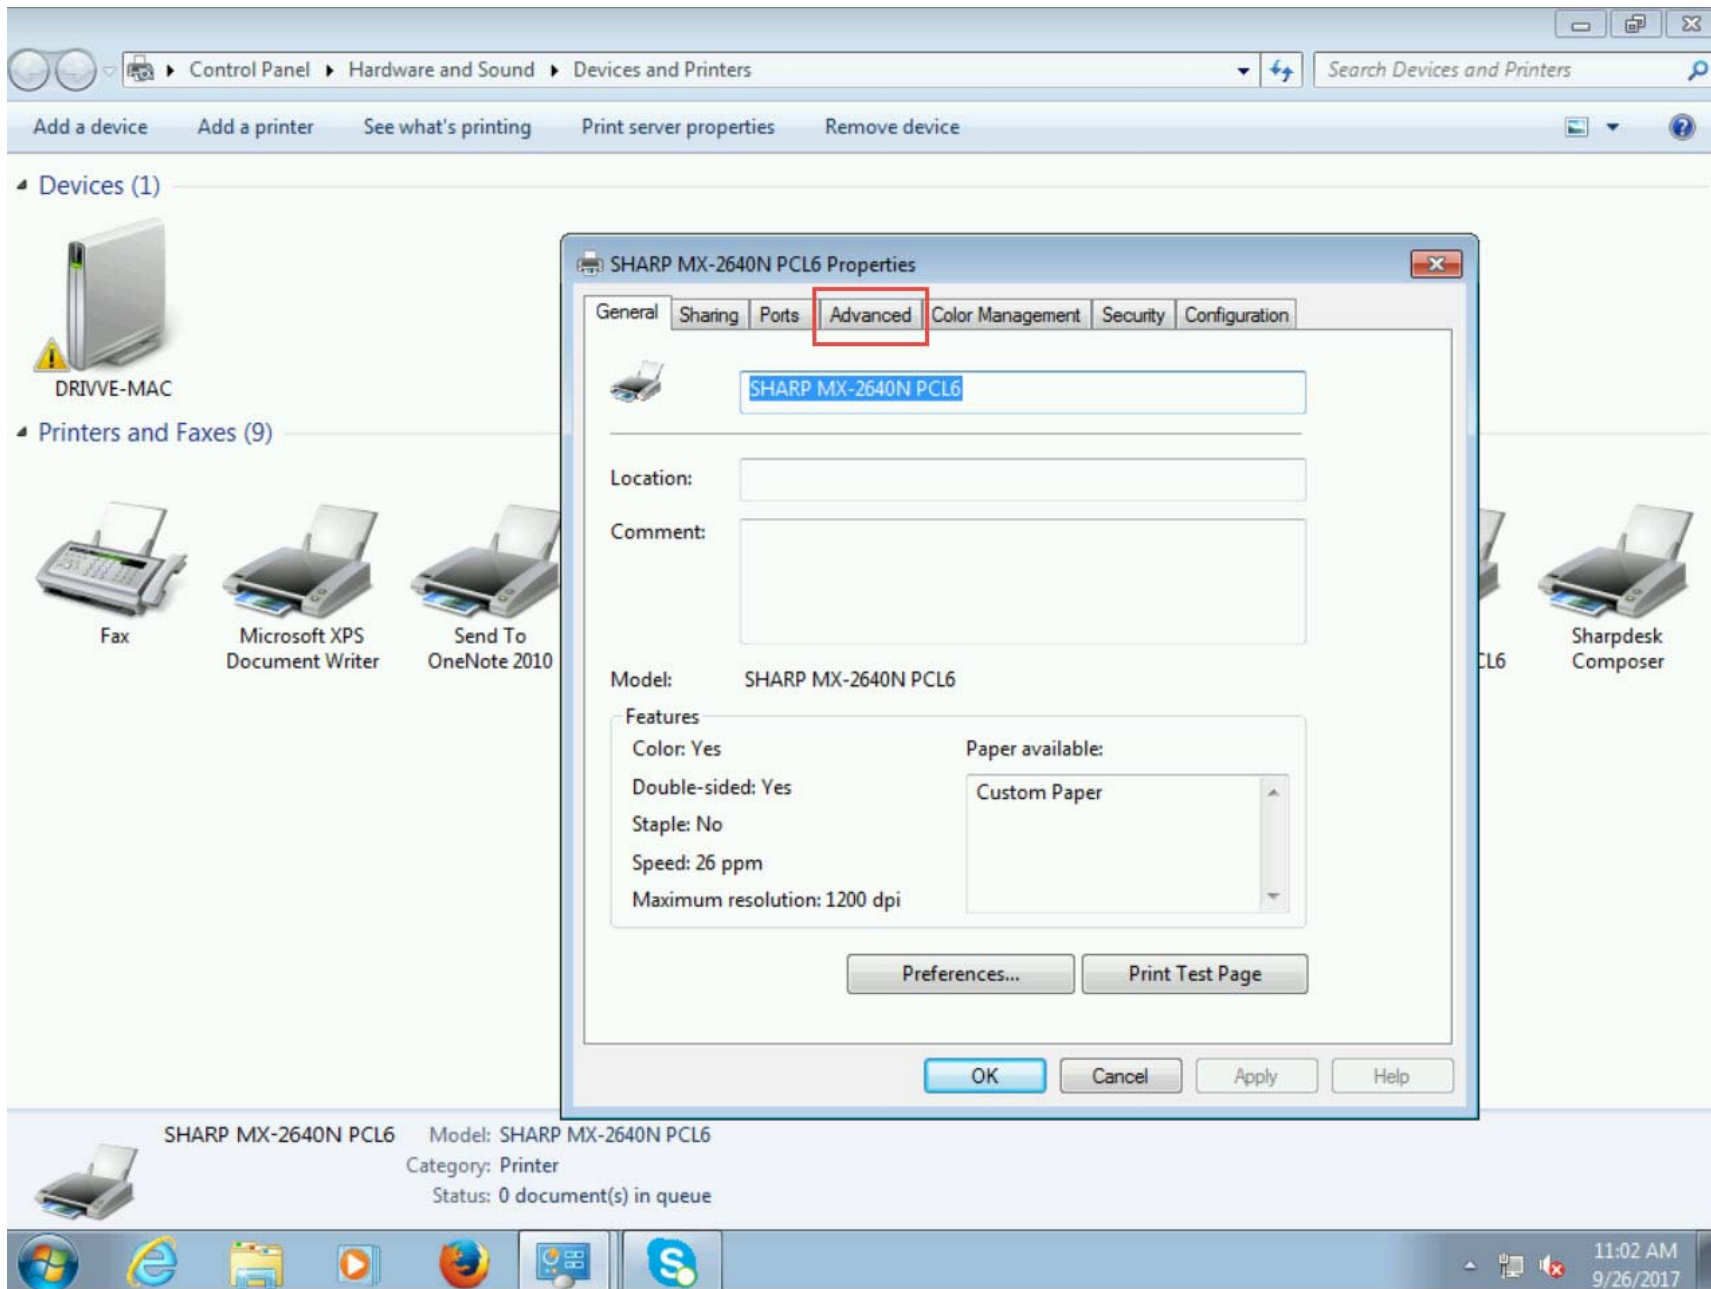 Control Panel Hardware and Sound Devices and Printers
Search Devices and Printers
Add a device Add a printer See what's printing Print server properties Remove device
Devices (1)
DRIVVE-MAC
Printers and Faxes (9)
Fax
Microsoft XPS
Document Writer
Send To
OneNote 2010
CL6
Sharpdesk
Composer
SHARP MX-2640N PCL6 Properties
General Sharing Ports Advanced Color Management Security Configuration
SHARP MX-2640N PCL6
Location:
Comment:
Model: SHARP MX-2640N PCL6
Features
Color: Yes
Double-sided: Yes
Staple: No
Speed: 26 ppm
Maximum resolution: 1200 dpi
Paper available:
Custom Paper
Preferences... Print Test Page
OK Cancel Apply Help
SHARP MX-2640N PCL6 Model: SHARP MX-2640N PCL6
Category: Printer
Status: 0 document(s) in queue
11:02 AM
9/26/2017